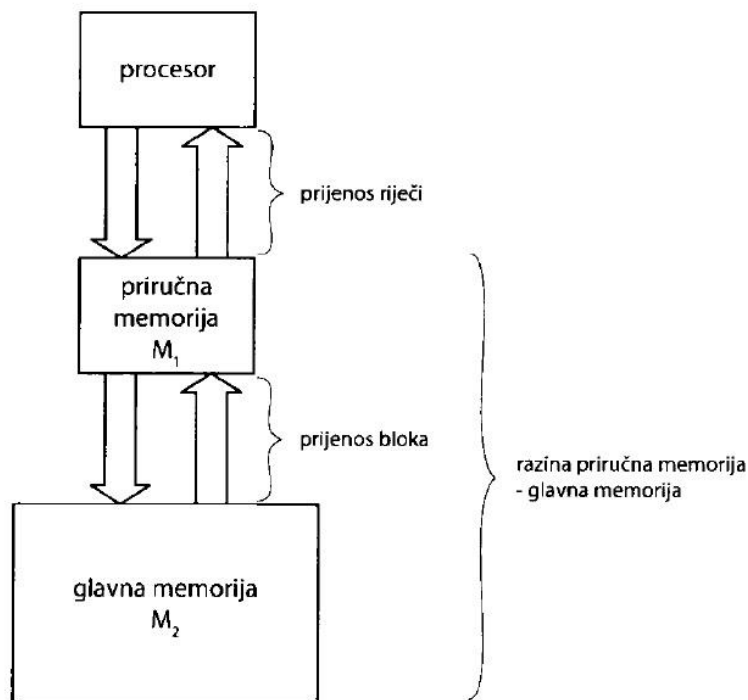 procesor
prijenos riječi
priručna
memorija
M₁
prijenos bloka
razina priručna memorija
- glavna memorija
glavna memorija
M₂